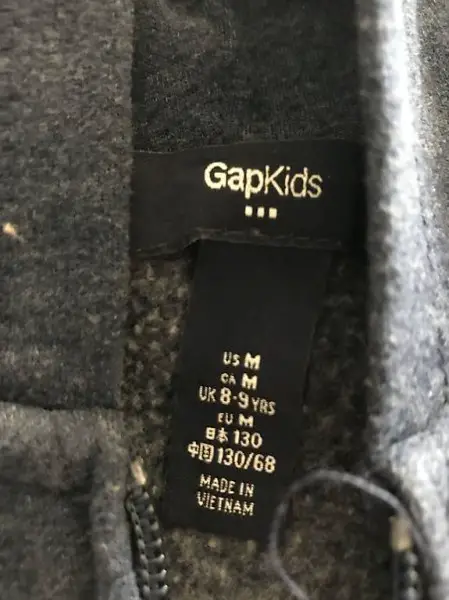 GapKids
US M
CA M
UK 8-9 YRS
EU M
日本 130
中国 130/68
MADE IN
VIETNAM